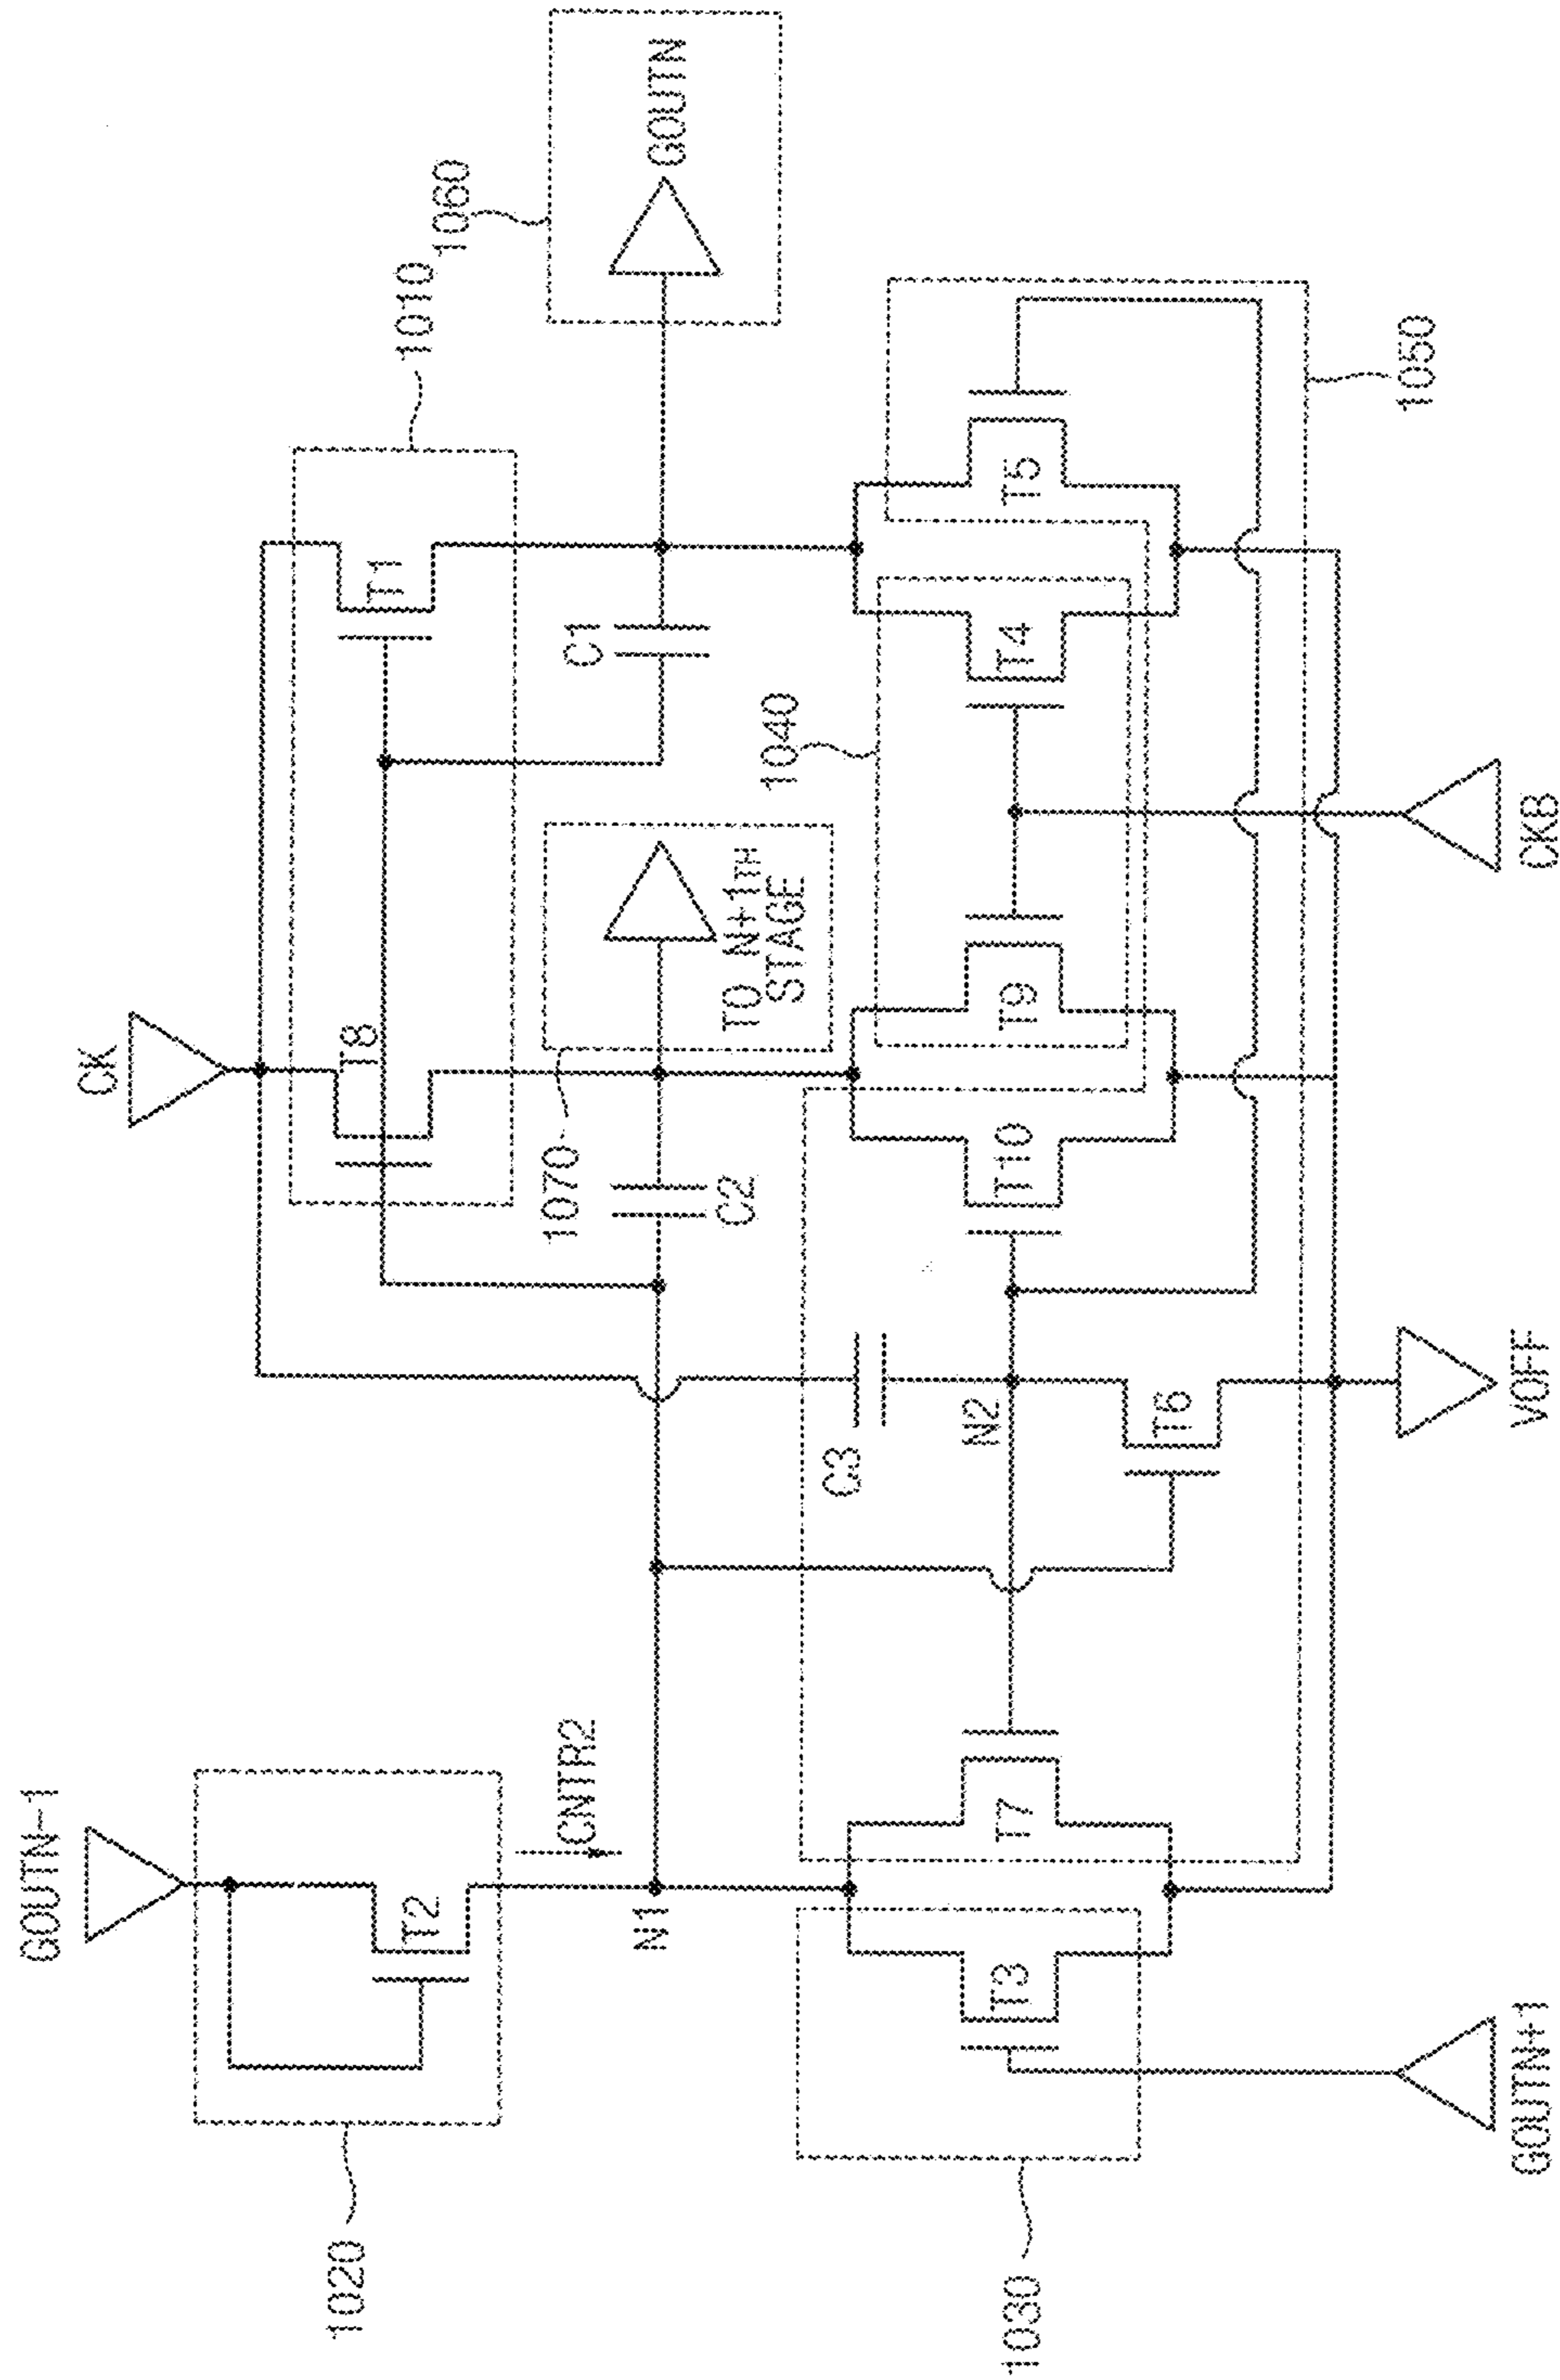 GOUTN-1
CK
1020
T2
CNTR2
N1
T8
T1
1010
1060
GOUTN
C1
1070
C2
TO N+1TH
STAGE
1040
C3
N2
T3
T7
T6
T10
T9
T4
T5
1030
1050
GOUTN+1
VOFF
CKB